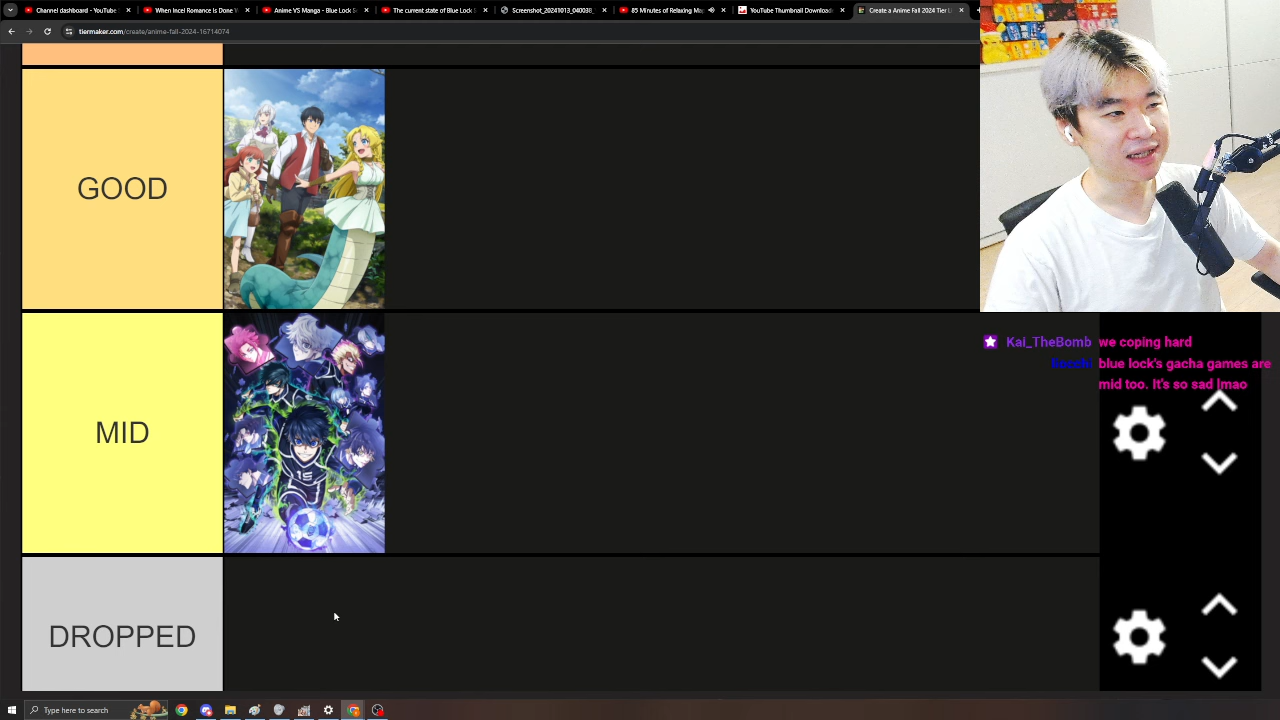 Channel dashboard - YouTube
When Incel Romance Is Done
Anime VS Manga - Blue Lock
The current state of Blue Lock
Screenshot_20241013_040038
85 Minutes of Relaxing
YouTube Thumbnail Download
Create a Anime Fall 2024 Tier
tiermaker.com/create/anime-fall-2024-16714074
GOOD
15
MID
DROPPED
Kai_TheBomb we coping hard
blue lock's gacha games are
mid too. It's so sad lmao
Type here to search